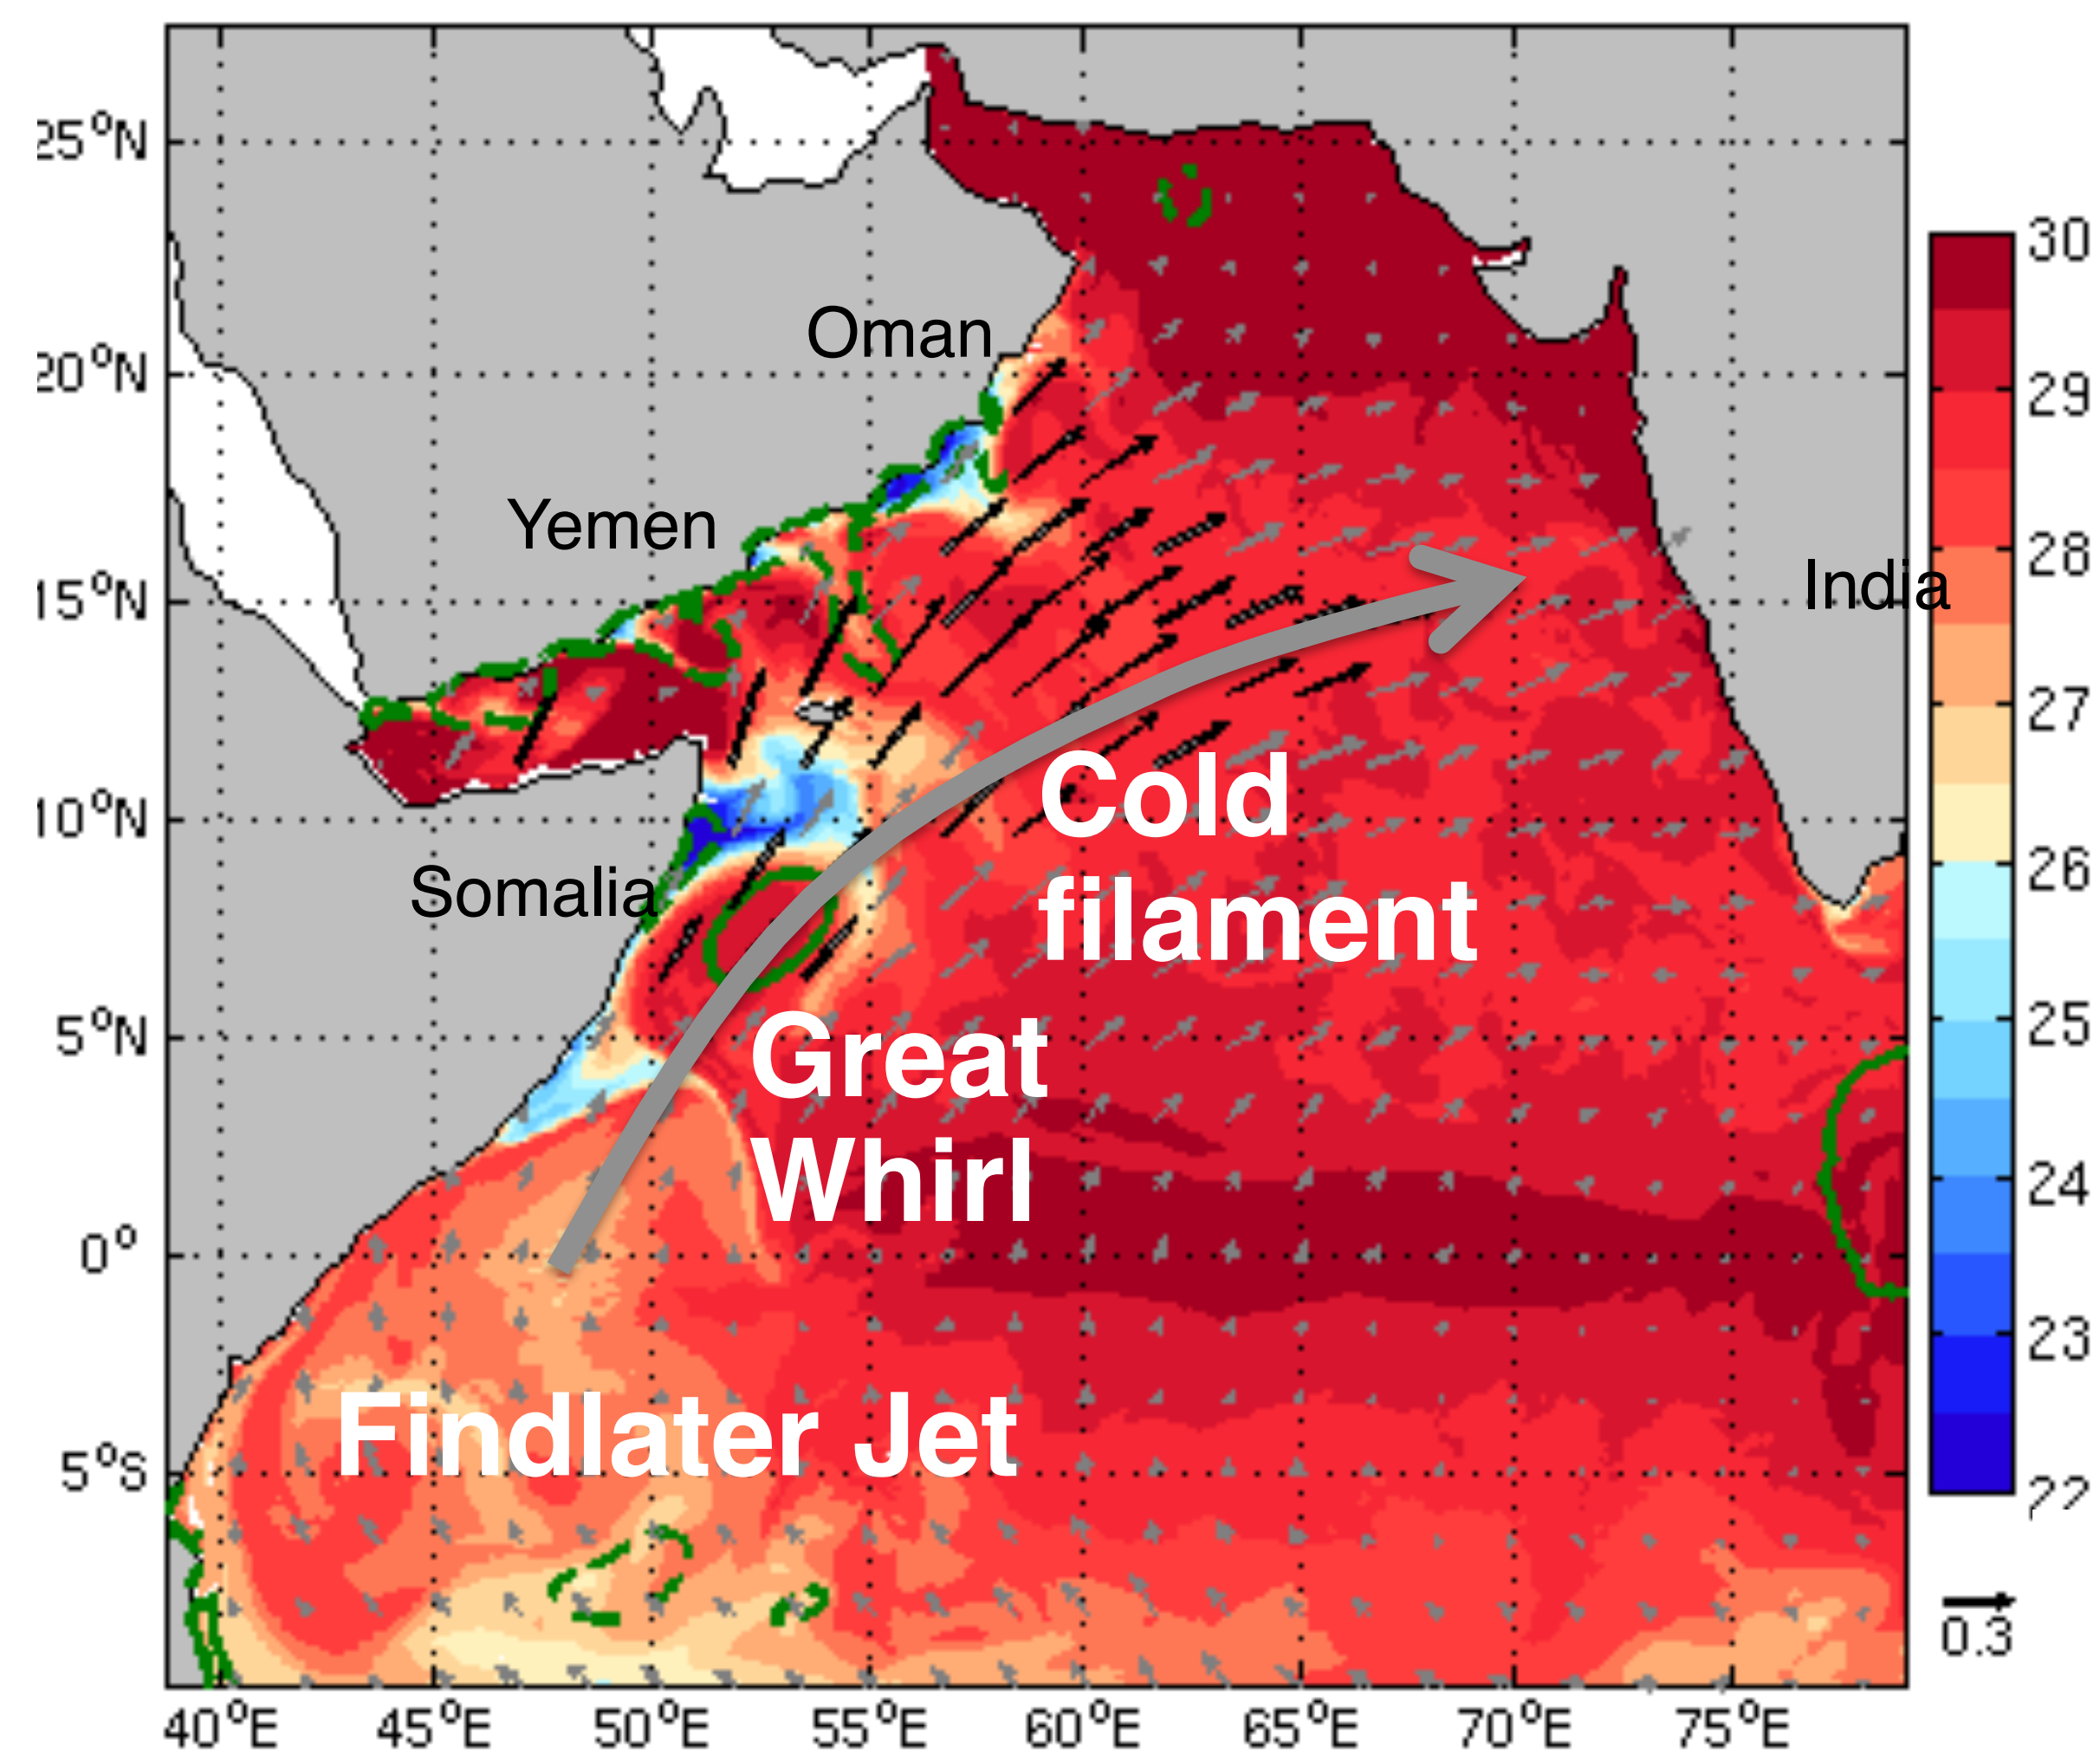 25°N
20°N
15°N
10°N
5°N
0°
5°S
Oman
Yemen
India
Somalia
Cold
filament
Great
Whirl
Findlater Jet
30
29
28
27
26
25
24
23
22
0.3
40°E 45°E 50°E 55°E 60°E 65°E 70°E 75°E